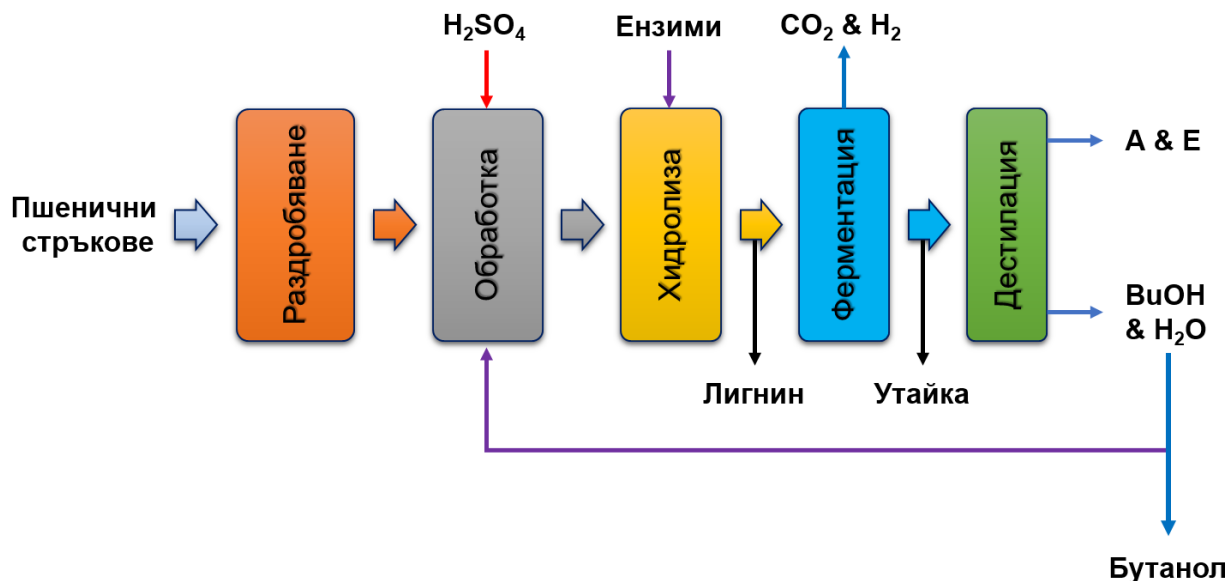 H₂SO₄
Ензими
CO₂ & H₂
Пшенични
стръкове
Раздробяване
Обработка
Хидролиза
Ферментация
Дестилация
A & E
BuOH
& H₂O
Лигнин
Утайка
Бутанол